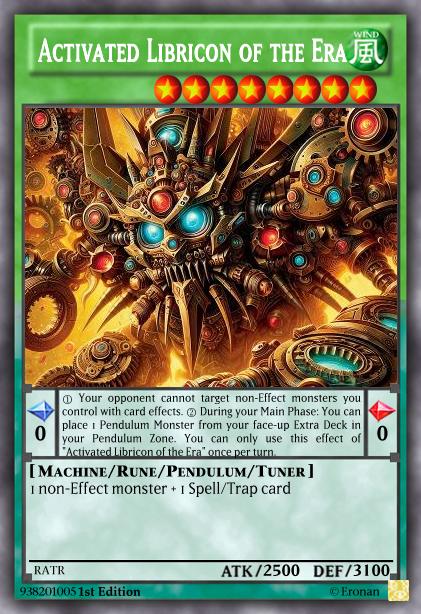 Activated Libricon of the Era
WIND
風
① Your opponent cannot target non-Effect monsters you
control with card effects. ② During your Main Phase: You can
place 1 Pendulum Monster from your face-up Extra Deck in
your Pendulum Zone. You can only use this effect of
"Activated Libricon of the Era" once per turn.
0
0
[ Machine/Rune/Pendulum/Tuner ]
1 non-Effect monster + 1 Spell/Trap card
RATR
ATK/2500 DEF/3100
938201005 1st Edition
© Eronan